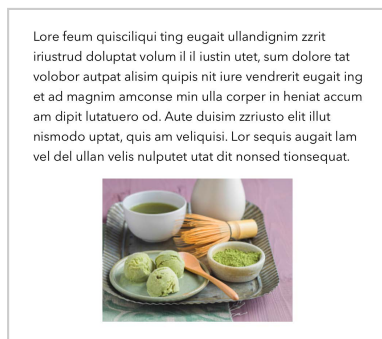 Lore feum quisciliqui ting eugait ullandignim zzrit
iriustrud doluptat volum il il iustin utet, sum dolore tat
volobor autpat alisim quipis nit iure vendrerit eugait ing
et ad magnim amconse min ulla corper in heniat accum
am dipit lutatuero od. Aute duisim zzriusto elit illut
nismodo uptat, quis am veliquisi. Lor sequis augait lam
vel del ullan velis nulputet utat dit nonsed tionsequat.